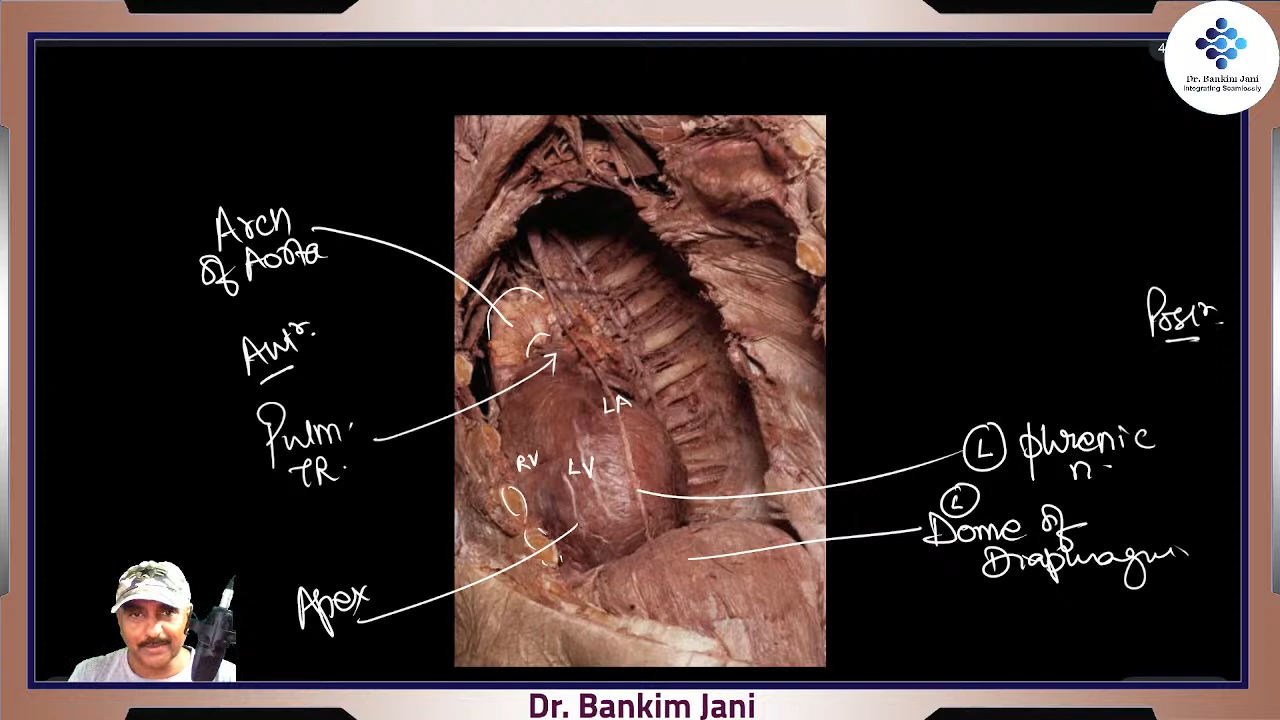 4
Dr. Bankim Jani
Integrating Seamlessly
Arch
of Aorta
Antr.
Postr.
Pulm.
TR.
LA
RV
LV
L phrenic
n.
L
Dome of
Diaphragm
Apex
Dr. Bankim Jani